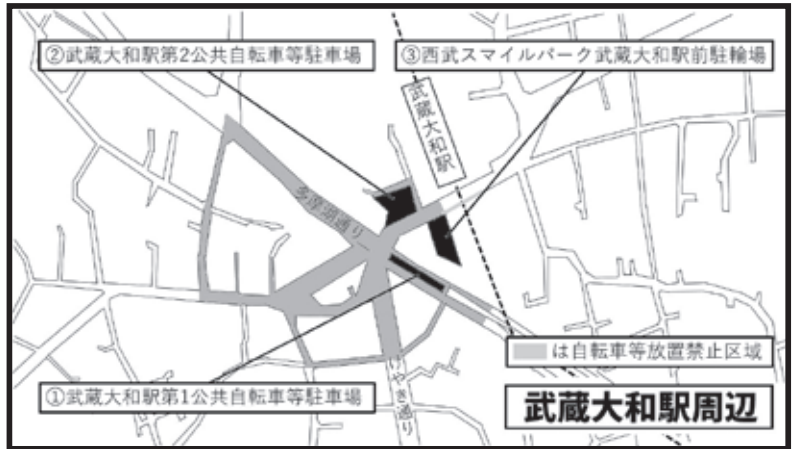 ②武蔵大和駅第2公共自転車等駐車場
③西武スマイルパーク武蔵大和駅前駐輪場
武蔵大和駅
多摩湖通り
は自転車等放置禁止区域
①武蔵大和駅第1公共自転車等駐車場
けやき通り
武蔵大和駅周辺